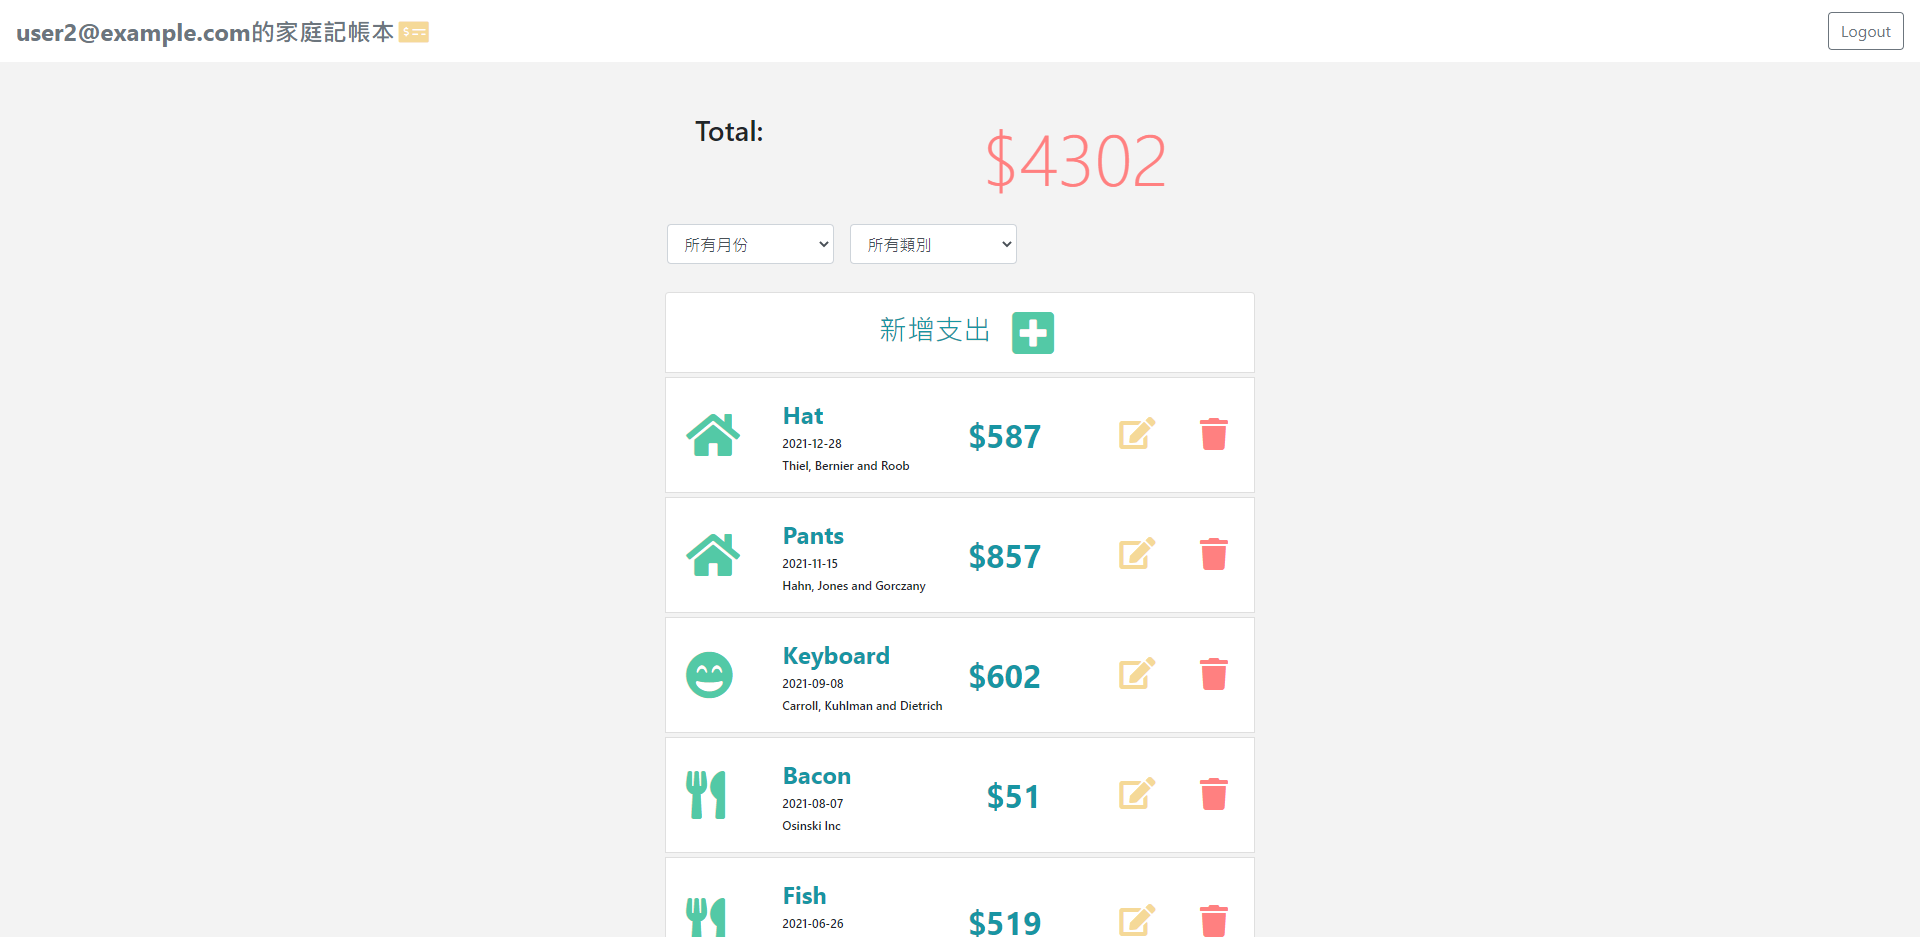 user2@example.com的家庭記帳本
Logout
Total:
$4302
所有月份
所有類別
新增支出
Hat
2021-12-28
Thiel, Bernier and Roob
$587
Pants
2021-11-15
Hahn, Jones and Gorczany
$857
Keyboard
2021-09-08
Carroll, Kuhlman and Dietrich
$602
Bacon
2021-08-07
Osinski Inc
$51
Fish
2021-06-26
$519